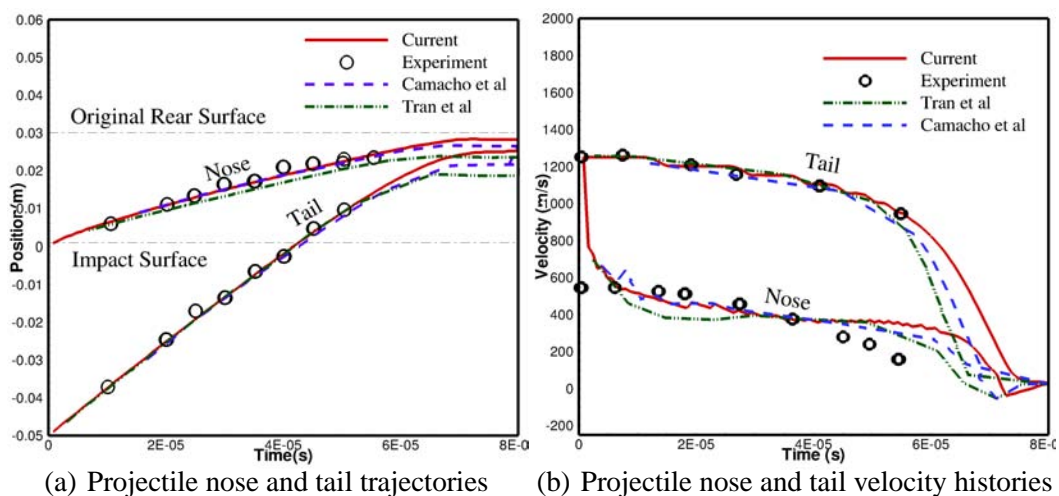 0.06
0.05
0.04
0.03
0.02
0.01
0
-0.01
-0.02
-0.03
-0.04
-0.05
Position(m)
Current
Experiment
Camacho et al
Tran et al
Original Rear Surface
Nose
Tail
Impact Surface
0 2E-05 4E-05 6E-05 8E-0
Time(s)
(a) Projectile nose and tail trajectories
2000
1800
1600
1400
1200
1000
800
600
400
200
0
-200
Velocity (m/s)
Current
Experiment
Tran et al
Camacho et al
Tail
Nose
0 2E-05 4E-05 6E-05 8E-0
Time (s)
(b) Projectile nose and tail velocity histories